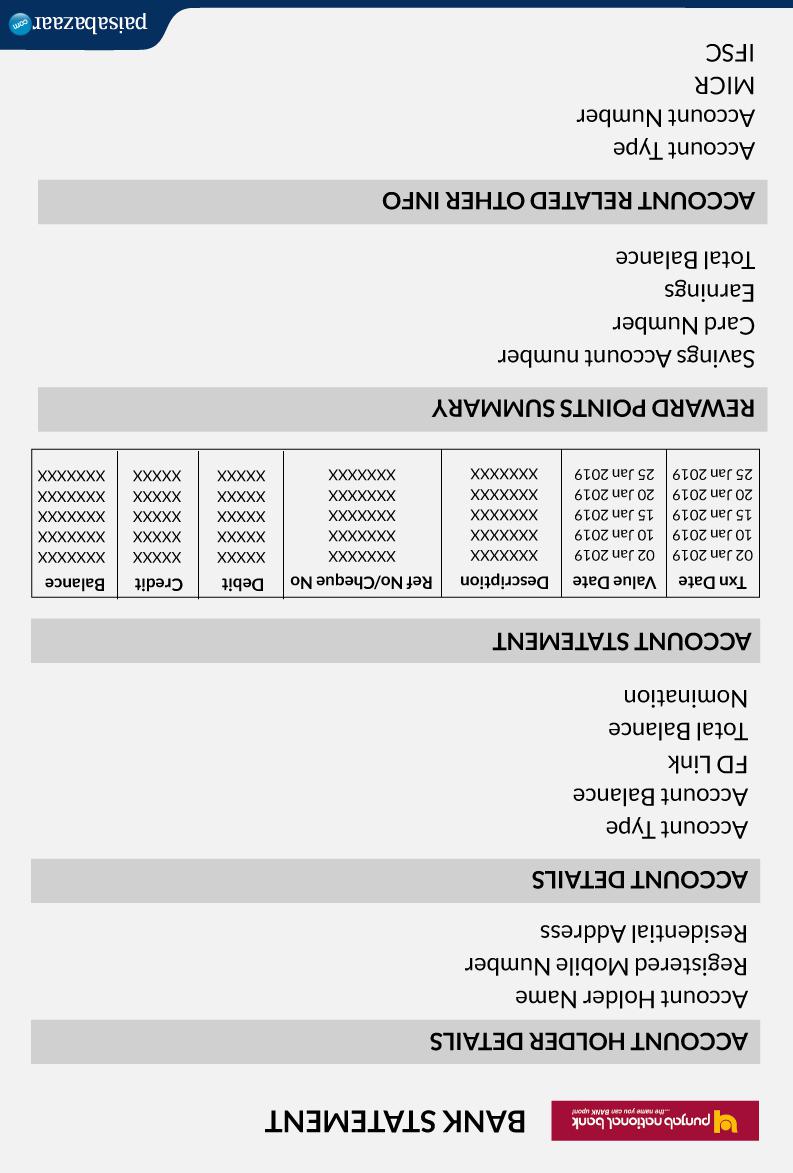 punjab national bank
...the name you can BANK upon!
BANK STATEMENT
ACCOUNT HOLDER DETAILS
Account Holder Name
Registered Mobile Number
Residential Address
ACCOUNT DETAILS
Account Type
Account Balance
FD Link
Total Balance
Nomination
ACCOUNT STATEMENT
Txn Date Value Date Description Ref No/Cheque No Debit Credit Balance
02 Jan 2019 02 Jan 2019 XXXXXXX XXXXXXX XXXXX XXXXX XXXXXXX
10 Jan 2019 10 Jan 2019 XXXXXXX XXXXXXX XXXXX XXXXX XXXXXXX
15 Jan 2019 15 Jan 2019 XXXXXXX XXXXXXX XXXXX XXXXX XXXXXXX
20 Jan 2019 20 Jan 2019 XXXXXXX XXXXXXX XXXXX XXXXX XXXXXXX
25 Jan 2019 25 Jan 2019 XXXXXXX XXXXXXX XXXXX XXXXX XXXXXXX
REWARD POINTS SUMMARY
Savings Account number
Card Number
Earnings
Total Balance
ACCOUNT RELATED OTHER INFO
Account Type
Account Number
MICR
IFSC
paisabazaar.com